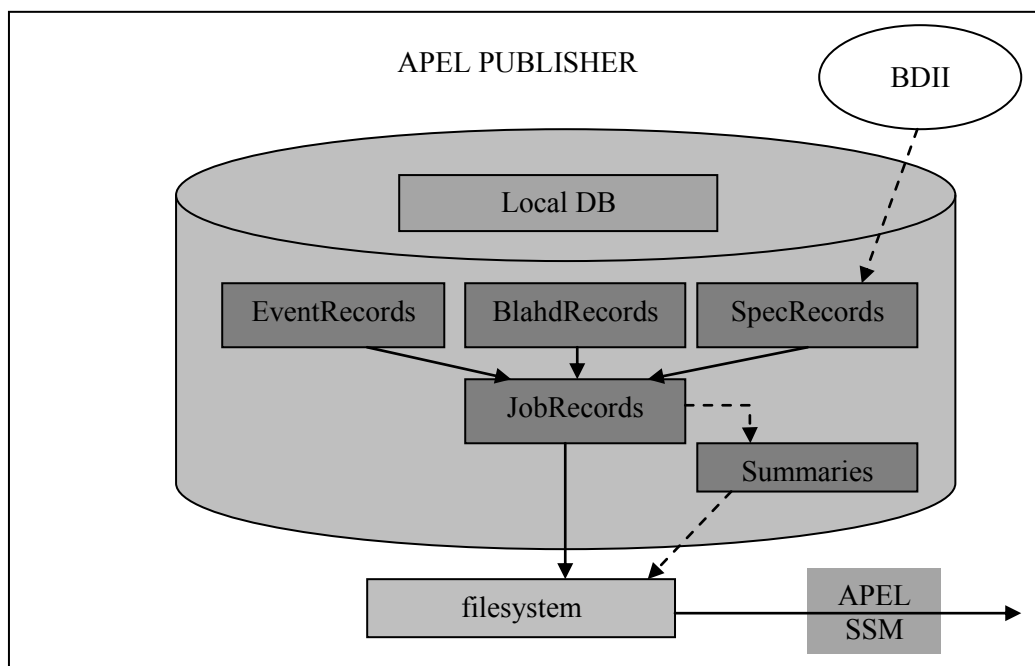 APEL PUBLISHER
BDII
Local DB
EventRecords
BlahdRecords
SpecRecords
JobRecords
Summaries
filesystem
APEL
SSM